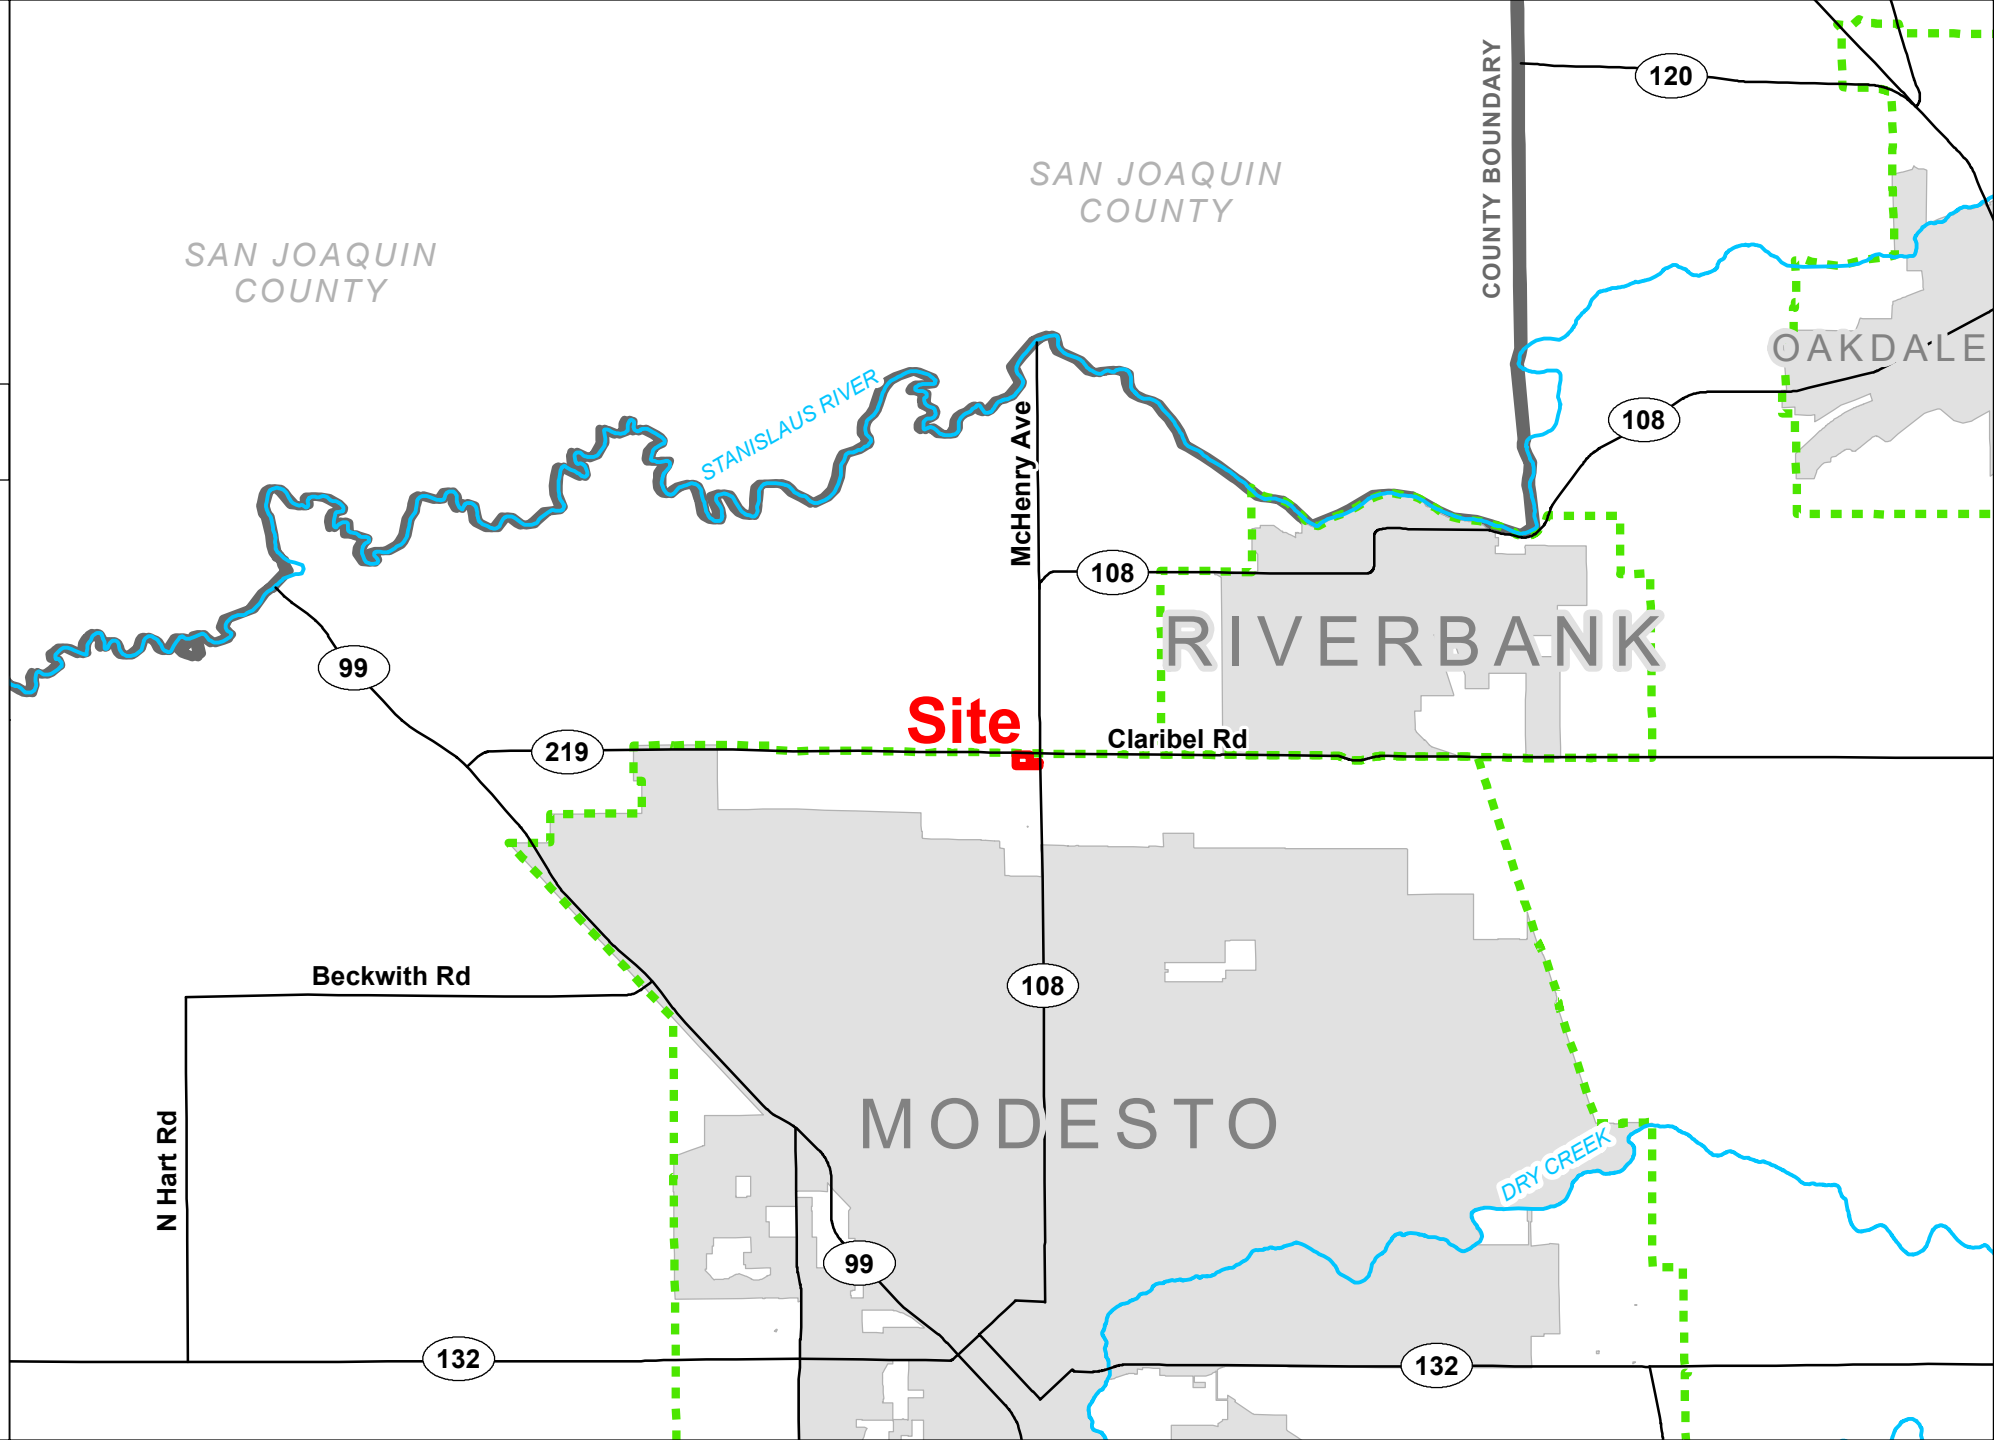 120
COUNTY BOUNDARY
SAN JOAQUIN
COUNTY
SAN JOAQUIN
COUNTY
OAKDALE
STANISLAUS RIVER
McHenry Ave
108
108
RIVERBANK
99
Site
219
Claribel Rd
Beckwith Rd
108
MODESTO
N Hart Rd
DRY CREEK
99
132
132